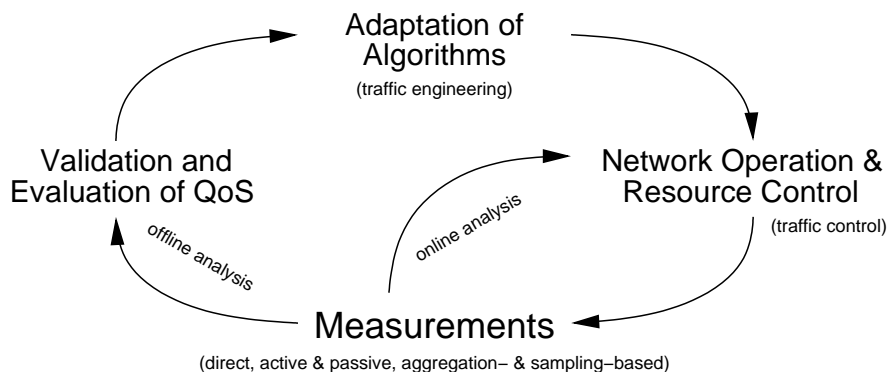 Adaptation of
Algorithms
(traffic engineering)
Validation and
Evaluation of QoS
Network Operation &
Resource Control
(traffic control)
offline analysis
online analysis
Measurements
(direct, active & passive, aggregation− & sampling−based)